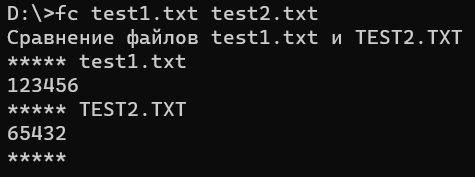 D:\>fc test1.txt test2.txt
Сравнение файлов test1.txt и TEST2.TXT
***** test1.txt
123456
***** TEST2.TXT
65432
*****